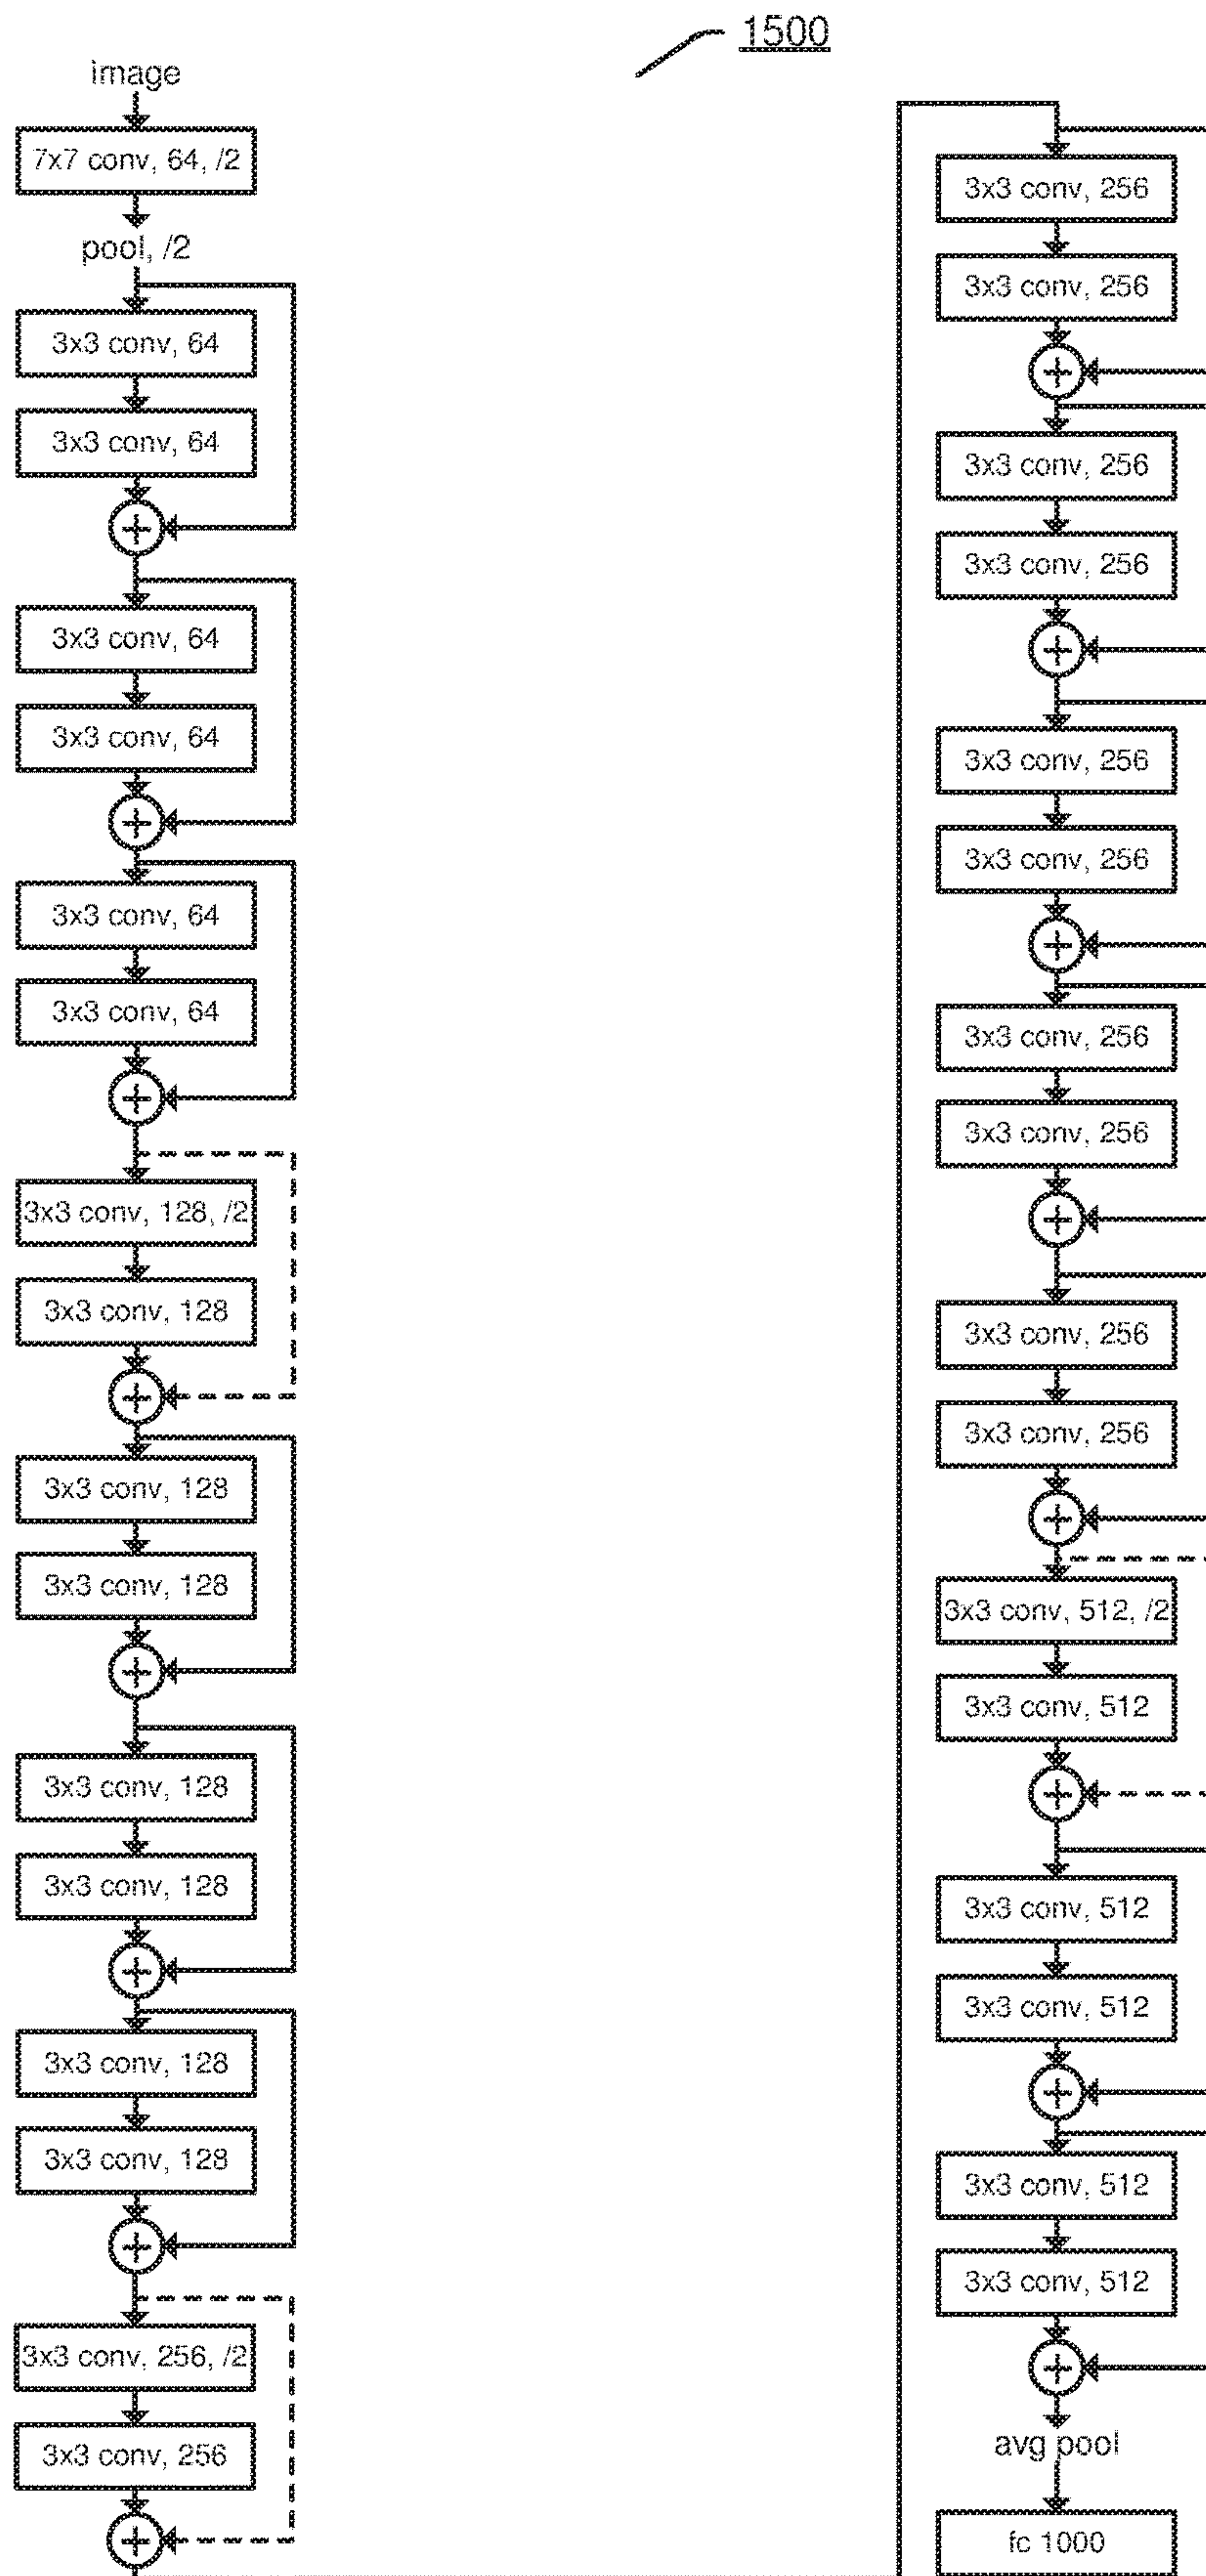 1500
image
7x7 conv, 64, /2
pool, /2
3x3 conv, 64
3x3 conv, 64
+
3x3 conv, 64
3x3 conv, 64
+
3x3 conv, 64
3x3 conv, 64
+
3x3 conv, 128, /2
3x3 conv, 128
+
3x3 conv, 128
3x3 conv, 128
+
3x3 conv, 128
3x3 conv, 128
+
3x3 conv, 128
3x3 conv, 128
+
3x3 conv, 256, /2
3x3 conv, 256
+
3x3 conv, 256
3x3 conv, 256
+
3x3 conv, 256
3x3 conv, 256
+
3x3 conv, 256
3x3 conv, 256
+
3x3 conv, 256
3x3 conv, 256
+
3x3 conv, 256
3x3 conv, 256
+
3x3 conv, 512, /2
3x3 conv, 512
+
3x3 conv, 512
3x3 conv, 512
+
3x3 conv, 512
3x3 conv, 512
+
avg pool
fc 1000